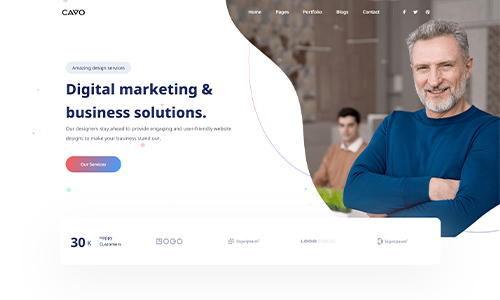 CAVO
Home Pages Portfolio Blogs Contact
Amazing design services
Digital marketing &
business solutions.
Our designers stay ahead to provide engaging and user-friendly website
designs to make your business stand out.
Our Services
30 K
Happy
Customers
LOGO
logoipsum
LOGO
logoipsum